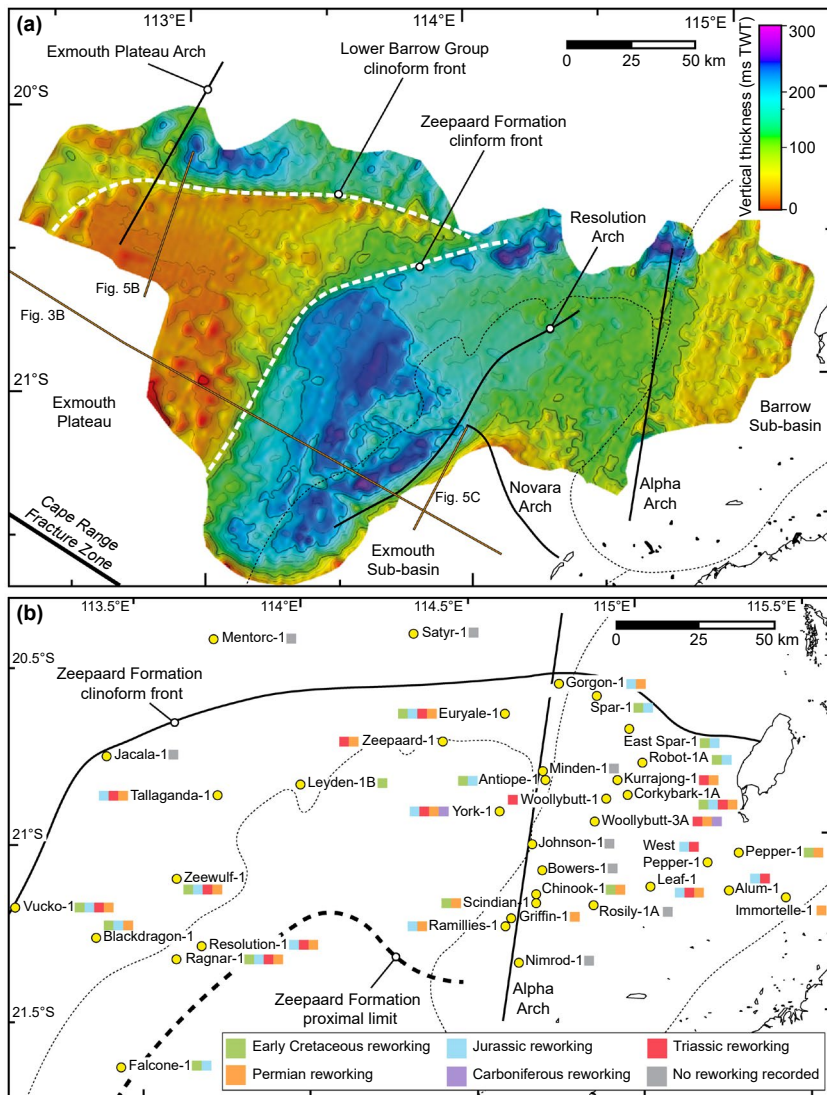 113°E
114°E
115°E
(a)
Exmouth Plateau Arch
Lower Barrow Group
clinoform front
Zeepaard Formation
clinform front
0 25 50 km
Vertical thickness (ms TWT)
300
200
100
0
20°S
Resolution
Arch
Fig. 5B
Fig. 3B
21°S
Exmouth
Plateau
Barrow
Sub-basin
Fig. 5C
Novara
Arch
Alpha
Arch
Cape Range
Fracture Zone
Exmouth
Sub-basin
(b)
113.5°E
114°E
114.5°E
115°E
115.5°E
Mentorc-1
Satyr-1
0 25 50 km
20.5°S
Zeepaard Formation
clinoform front
Gorgon-1
Spar-1
Euryale-1
East Spar-1
Zeepaard-1
Robot-1A
Jacala-1
Minden-1
Leyden-1B
Antiope-1
Kurrajong-1
Tallaganda-1
Woollybutt-1
Corkybark-1A
York-1
Woollybutt-3A
21°S
Johnson-1
West
Pepper-1
Pepper-1
Bowers-1
Zeewulf-1
Chinook-1
Leaf-1
Alum-1
Scindian-1
Vucko-1
Griffin-1
Rosily-1A
Immortelle-1
Ramillies-1
Blackdragon-1
Resolution-1
Ragnar-1
Nimrod-1
21.5°S
Zeepaard Formation
proximal limit
Alpha
Arch
Falcone-1
Early Cretaceous reworking
Jurassic reworking
Triassic reworking
Permian reworking
Carboniferous reworking
No reworking recorded